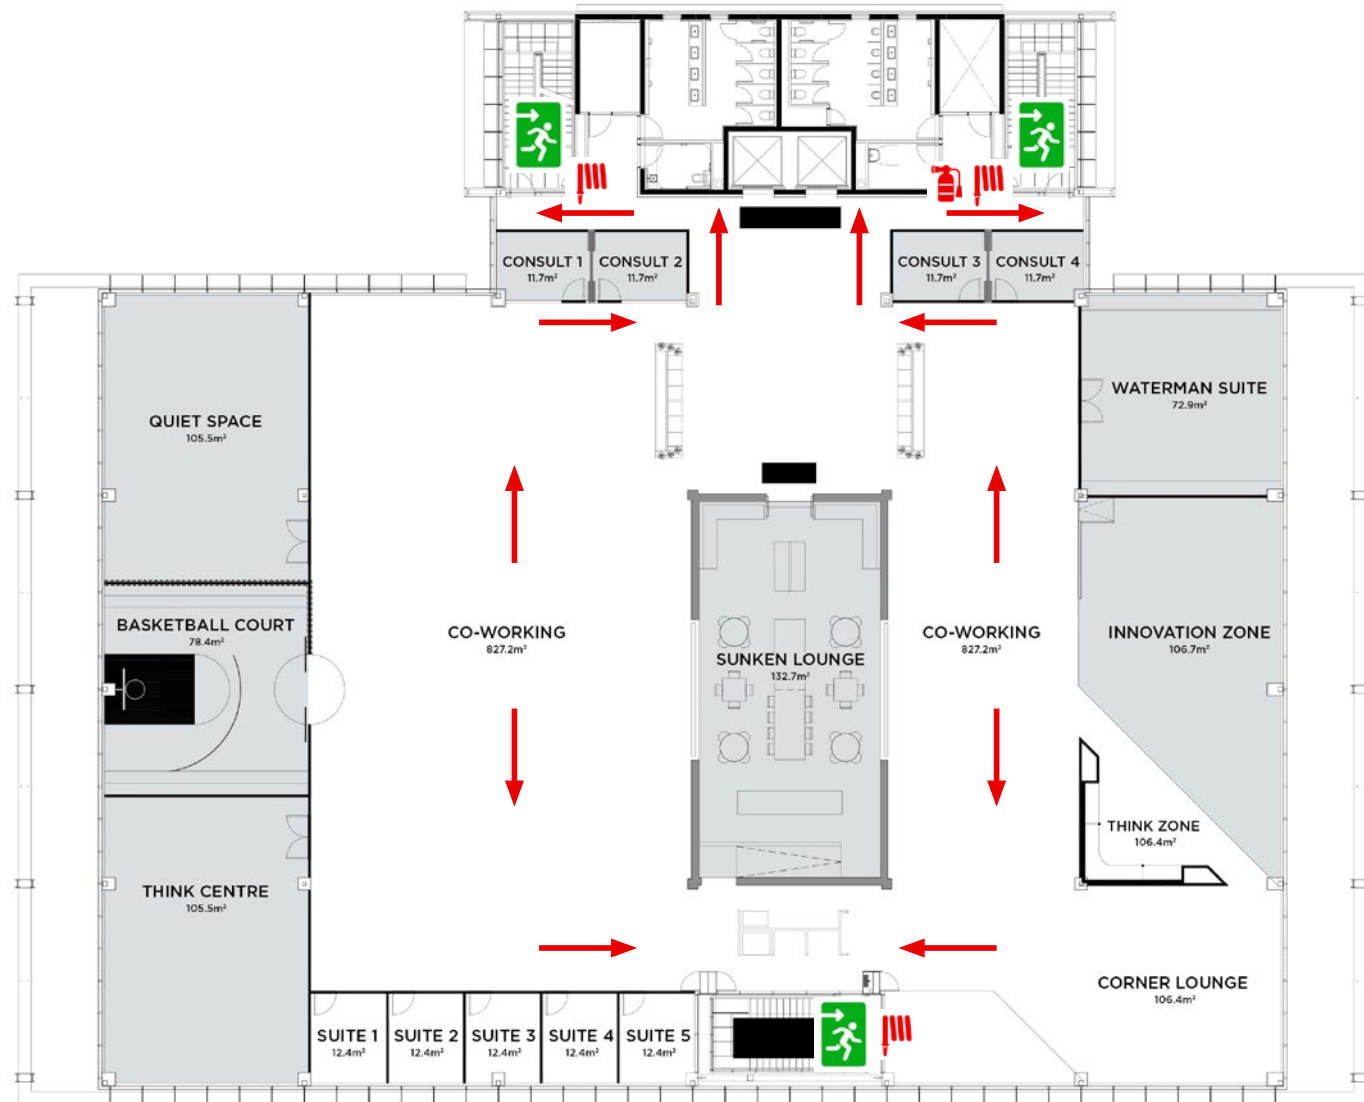 CONSULT 1
11.7m²
CONSULT 2
11.7m²
CONSULT 3
11.7m²
CONSULT 4
11.7m²
QUIET SPACE
105.5m²
WATERMAN SUITE
72.9m²
BASKETBALL COURT
78.4m²
CO-WORKING
827.2m²
SUNKEN LOUNGE
132.7m²
CO-WORKING
827.2m²
INNOVATION ZONE
106.7m²
THINK ZONE
106.4m²
THINK CENTRE
105.5m²
CORNER LOUNGE
106.4m²
SUITE 1
12.4m²
SUITE 2
12.4m²
SUITE 3
12.4m²
SUITE 4
12.4m²
SUITE 5
12.4m²